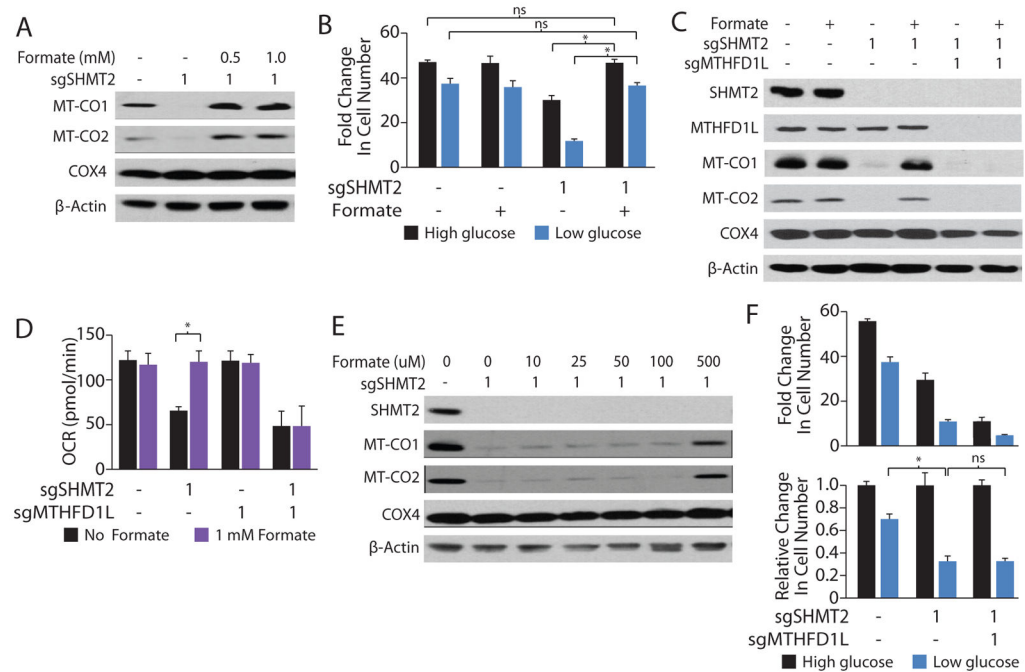 A
Formate (mM) - - 0.5 1.0
sgSHMT2 - 1 1 1
MT-CO1
MT-CO2
COX4
β-Actin
B
ns
ns
*
*
Fold Change
In Cell Number
60
40
20
0
sgSHMT2 - - 1 1
Formate - + - +
High glucose Low glucose
C
Formate - + - + - +
sgSHMT2 - - 1 1 1 1
sgMTHFD1L - - - - 1 1
SHMT2
MTHFD1L
MT-CO1
MT-CO2
COX4
β-Actin
D
OCR (pmol/min)
150
100
50
0
*
sgSHMT2 - 1 - 1
sgMTHFD1L - - 1 1
No Formate 1 mM Formate
E
Formate (uM) 0 0 10 25 50 100 500
sgSHMT2 - 1 1 1 1 1 1
SHMT2
MT-CO1
MT-CO2
COX4
β-Actin
F
Fold Change
In Cell Number
60
40
20
0
* ns
Relative Change
In Cell Number
1.0
0.8
0.6
0.4
0.2
0
sgSHMT2 - 1 1
sgMTHFD1L - - 1
High glucose Low glucose